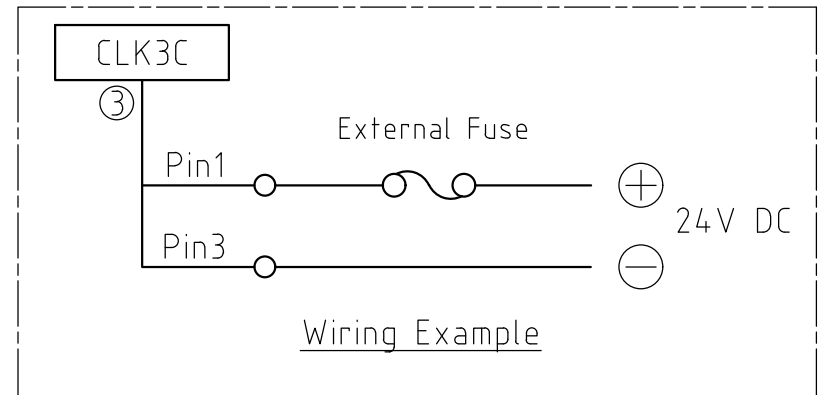 CLK3C
3
External Fuse
Pin1
+
24V DC
Pin3
−
Wiring Example